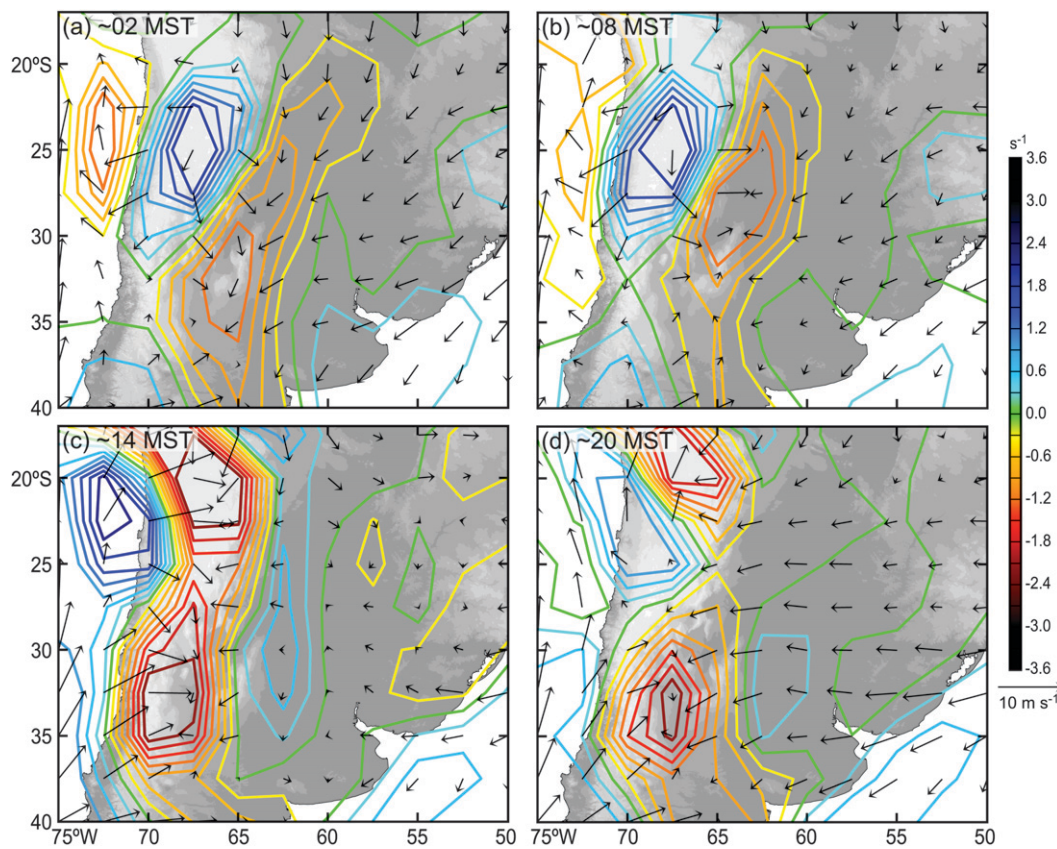 (a) ~02 MST
(b) ~08 MST
20ºS
25
30
35
40
s⁻¹
3.6
3.0
2.4
1.8
1.2
0.6
0.0
-0.6
-1.2
-1.8
-2.4
-3.0
-3.6
10 m s⁻¹
(c) ~14 MST
(d) ~20 MST
20ºS
25
30
35
40
75ºW 70 65 60 55 50
75ºW 70 65 60 55 50